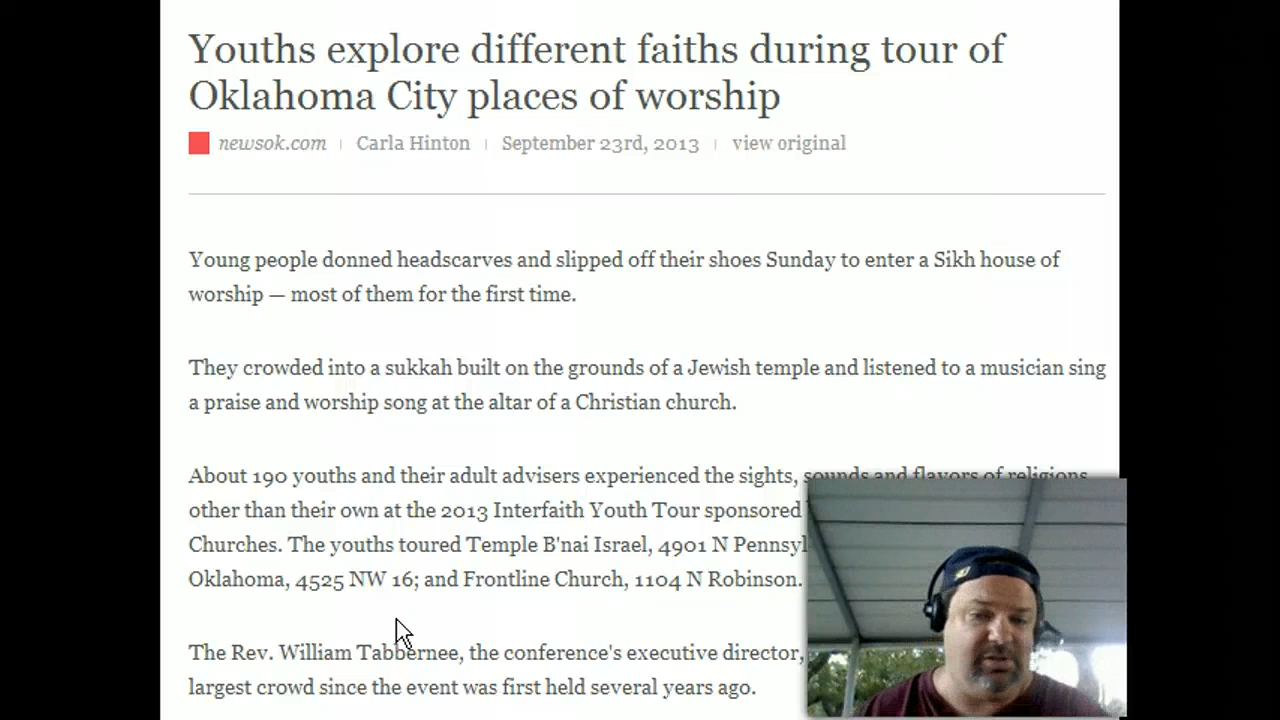 Youths explore different faiths during tour of
Oklahoma City places of worship
newsok.com | Carla Hinton | September 23rd, 2013 | view original
Young people donned headscarves and slipped off their shoes Sunday to enter a Sikh house of
worship — most of them for the first time.
They crowded into a sukkah built on the grounds of a Jewish temple and listened to a musician sing
a praise and worship song at the altar of a Christian church.
About 190 youths and their adult advisers experienced the sights, sounds and flavors of religions
other than their own at the 2013 Interfaith Youth Tour sponsored
Churches. The youths toured Temple B'nai Israel, 4901 N Pennsyl
Oklahoma, 4525 NW 16; and Frontline Church, 1104 N Robinson.
The Rev. William Tabbernee, the conference's executive director,
largest crowd since the event was first held several years ago.